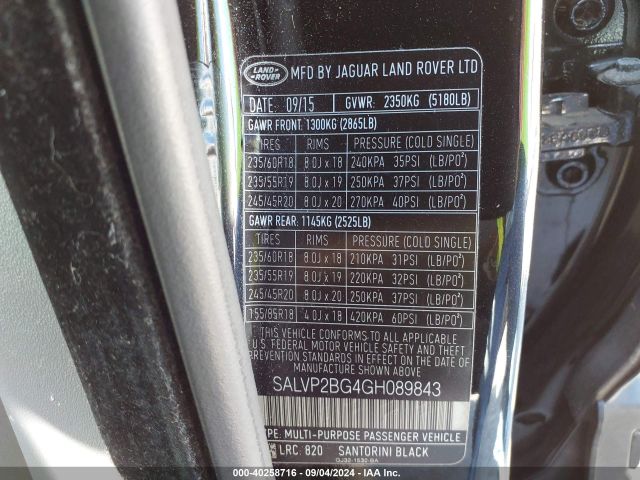 LAND ROVER MFD BY JAGUAR LAND ROVER LTD
DATE 09/15 GVWR: 2350KG (5180LB)
GAWR FRONT: 1300KG (2865LB)
TIRES RIMS PRESSURE (COLD SINGLE)
235/60R18 8.0J x 18 240KPA 35PSI (LB/PO²)
235/55R19 8.0J x 19 250KPA 37PSI (LB/PO²)
245/45R20 8.0J x 20 270KPA 40PSI (LB/PO²)
GAWR REAR: 1145KG (2525LB)
TIRES RIMS PRESSURE (COLD SINGLE)
235/60R18 8.0J x 18 210KPA 31PSI (LB/PO²)
235/55R19 8.0J x 19 220KPA 32PSI (LB/PO²)
245/45R20 8.0J x 20 250KPA 37PSI (LB/PO²)
155/85R18 4.0J x 18 420KPA 60PSI (LB/PO²)
THIS VEHICLE CONFORMS TO ALL APPLICABLE
U.S. FEDERAL MOTOR VEHICLE SAFETY AND THEFT
PREVENTION STANDARDS IN EFFECT ON THE
DATE OF MANUFACTURE SHOWN ABOVE
SALVP2BG4GH089843
TYPE: MULTI-PURPOSE PASSENGER VEHICLE
LRC: 820 SANTORINI BLACK
000-40258716 - 09/04/2024 - IAAI.com